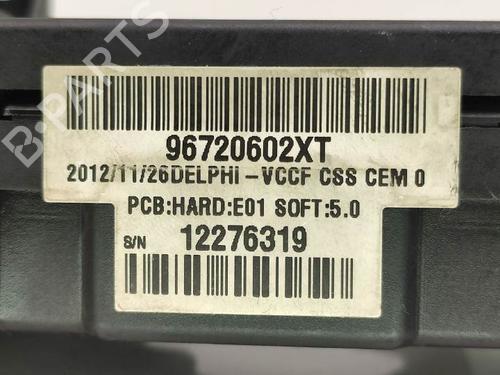 B-PARTS
96720602XT
2012/11/26DELPHi-VCCF CSS CEM 0
PCB:HARD:E01 SOFT:5.0
S/N 12276319